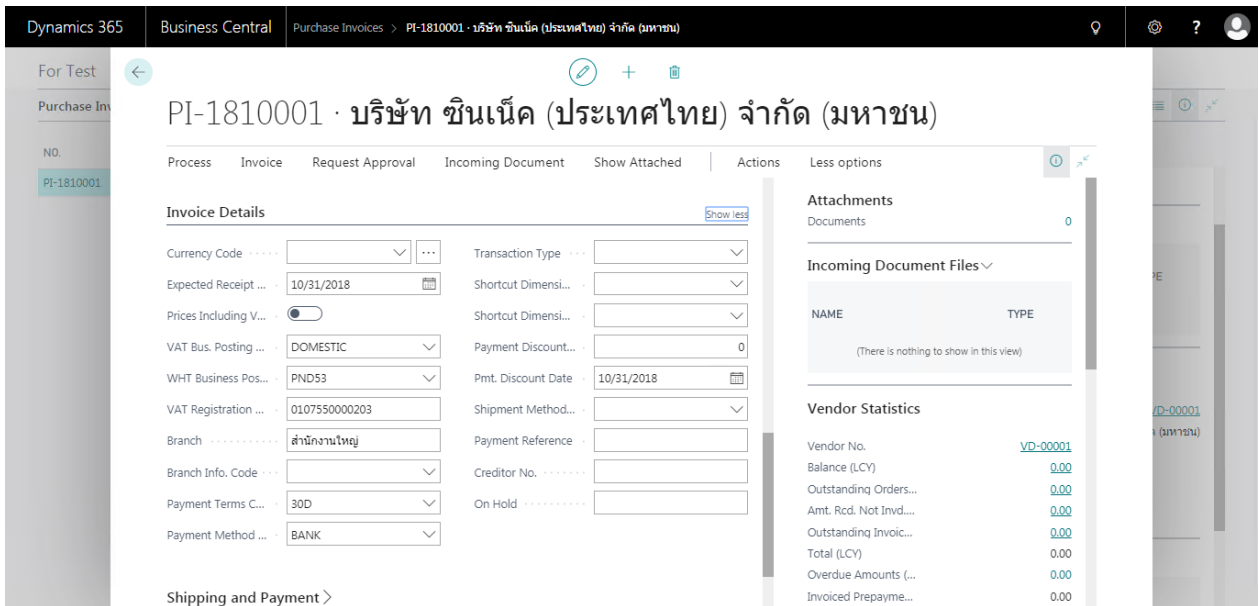 Dynamics 365 Business Central Purchase Invoices > PI-1810001 · บริษัท ซินเน็ค (ประเทศไทย) จำกัด (มหาชน) ?
For Test
Purchase Inv
NO.
PI-1810001
PI-1810001 · บริษัท ซินเน็ค (ประเทศไทย) จำกัด (มหาชน)
Process Invoice Request Approval Incoming Document Show Attached Actions Less options
Invoice Details Show less
Currency Code ...
Expected Receipt ... 10/31/2018
Prices Including V...
VAT Bus. Posting ... DOMESTIC
WHT Business Pos... PND53
VAT Registration ... 0107550000203
Branch สำนักงานใหญ่
Branch Info. Code
Payment Terms C... 30D
Payment Method ... BANK
Transaction Type
Shortcut Dimensi...
Shortcut Dimensi...
Payment Discount... 0
Pmt. Discount Date 10/31/2018
Shipment Method...
Payment Reference
Creditor No.
On Hold
Shipping and Payment >
Attachments
Documents 0
Incoming Document Files
NAME TYPE
(There is nothing to show in this view)
Vendor Statistics
Vendor No. VD-00001
Balance (LCY) 0.00
Outstanding Orders... 0.00
Amt. Rcd. Not Invd.... 0.00
Outstanding Invoic... 0.00
Total (LCY) 0.00
Overdue Amounts (... 0.00
Invoiced Prepayme... 0.00
PE
VD-00001
(มหาชน)